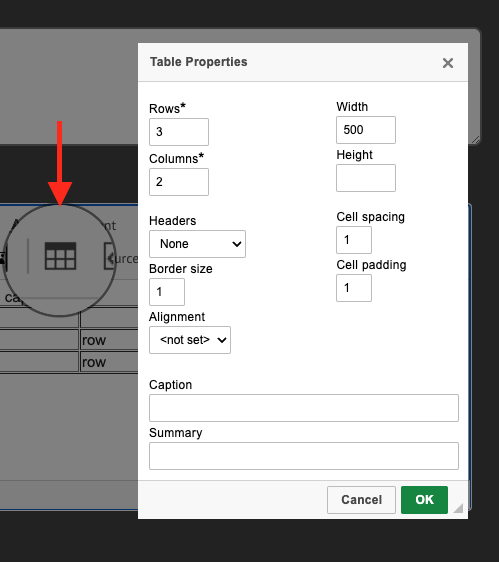 Table Properties
Rows*
3
Width
500
Columns*
2
Height
Headers
None
Cell spacing
1
Border size
1
Cell padding
1
Alignment
<not set>
Caption
Summary
Cancel
OK
row
row